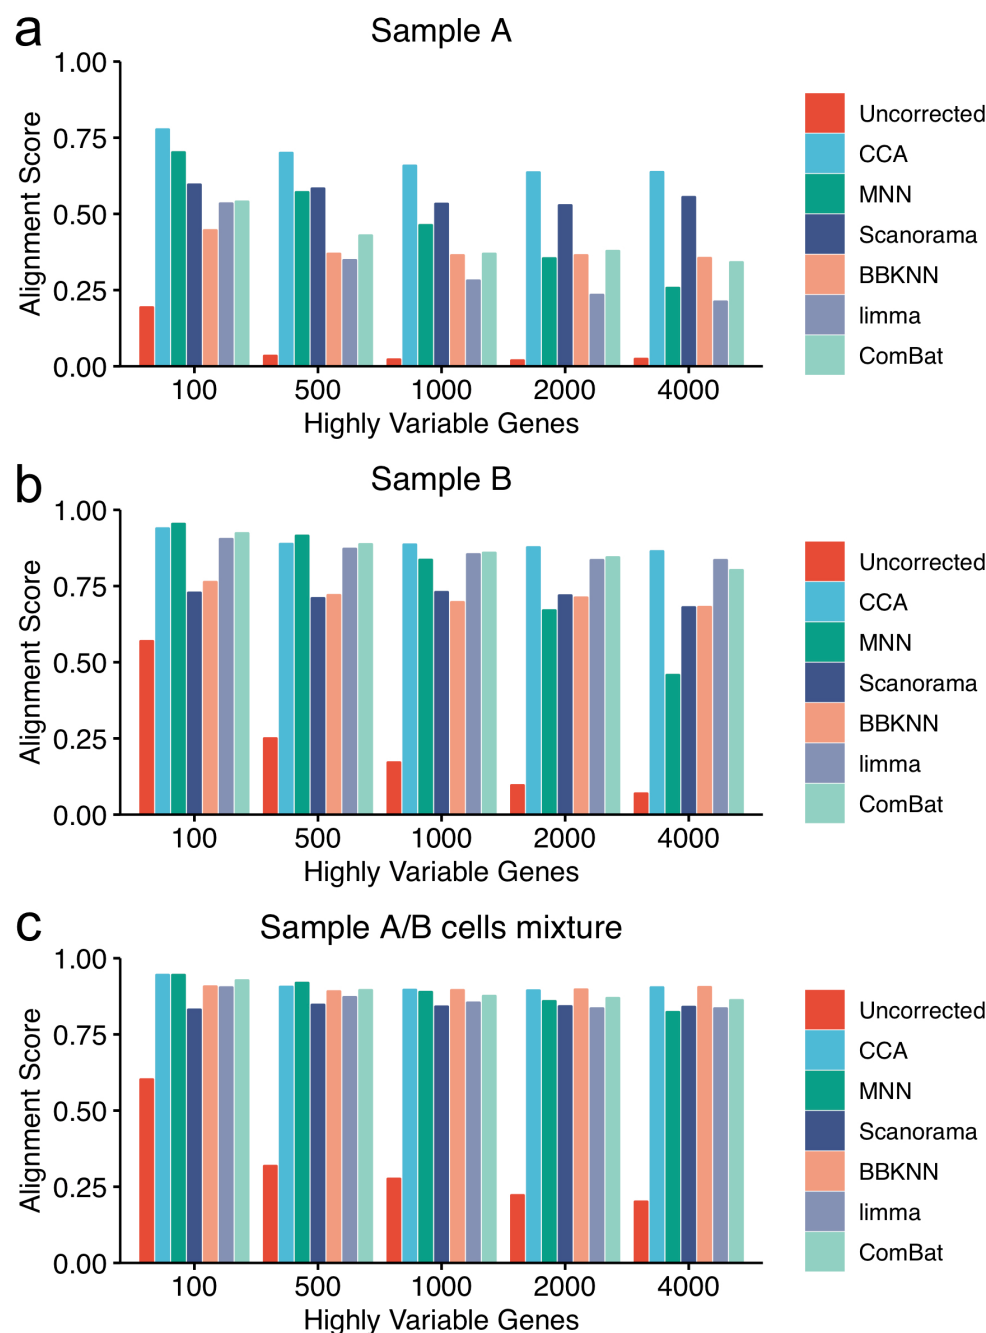 a
Sample A
Alignment Score
1.00
0.75
0.50
0.25
0.00
100 500 1000 2000 4000
Highly Variable Genes
Uncorrected
CCA
MNN
Scanorama
BBKNN
limma
ComBat
b
Sample B
Alignment Score
1.00
0.75
0.50
0.25
0.00
100 500 1000 2000 4000
Highly Variable Genes
Uncorrected
CCA
MNN
Scanorama
BBKNN
limma
ComBat
c
Sample A/B cells mixture
Alignment Score
1.00
0.75
0.50
0.25
0.00
100 500 1000 2000 4000
Highly Variable Genes
Uncorrected
CCA
MNN
Scanorama
BBKNN
limma
ComBat